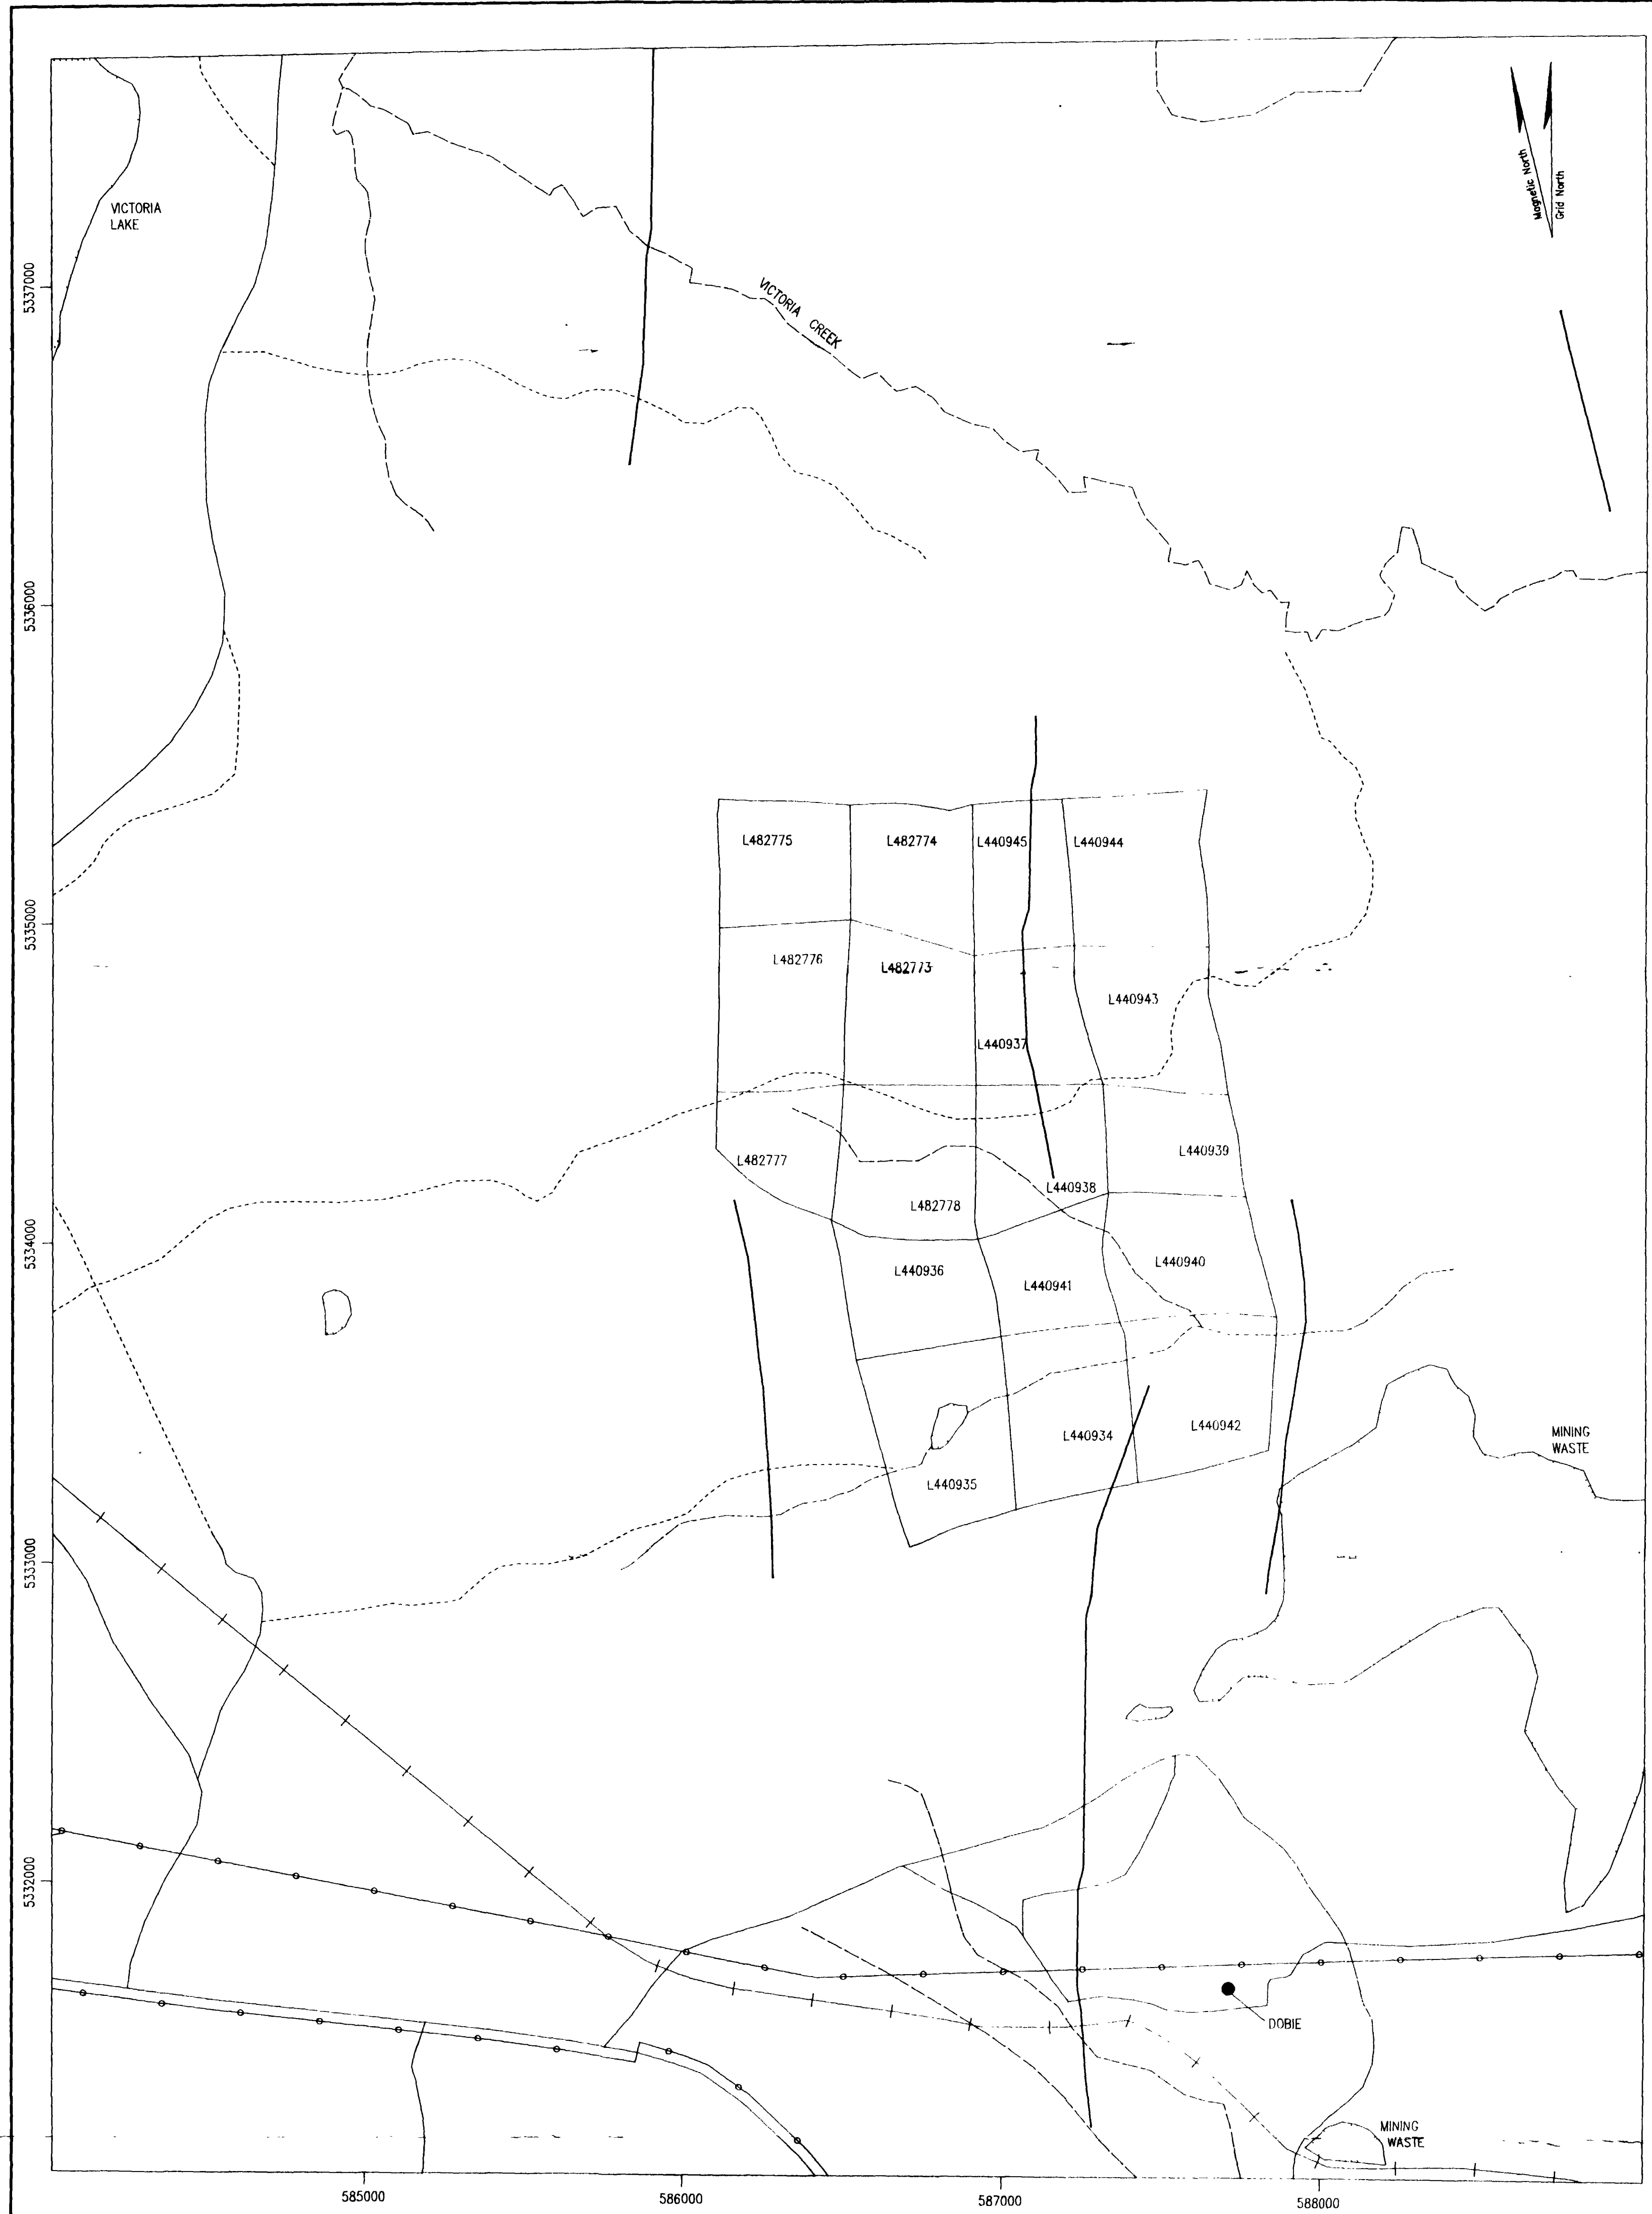 Magnetic North
Grid North
VICTORIA
LAKE
5337000
VICTORIA CREEK
5336000
L482775
L482774
L440945
L440944
5335000
L482776
L482773
L440943
L440937
L482777
L440939
L440938
L482778
5334000
L440936
L440941
L440940
L440934
L440942
MINING
WASTE
L440935
5333000
5332000
DOBIE
MINING
WASTE
585000
586000
587000
588000